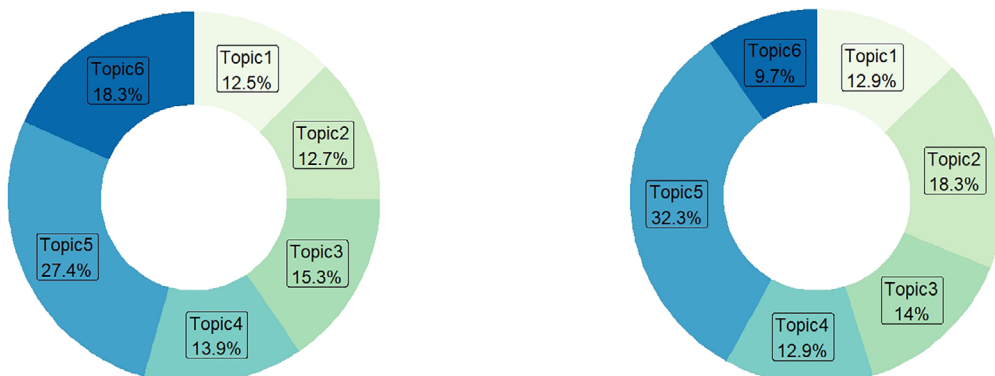 Topic1
12.5%
Topic2
12.7%
Topic3
15.3%
Topic4
13.9%
Topic5
27.4%
Topic6
18.3%
Topic1
12.9%
Topic2
18.3%
Topic3
14%
Topic4
12.9%
Topic5
32.3%
Topic6
9.7%